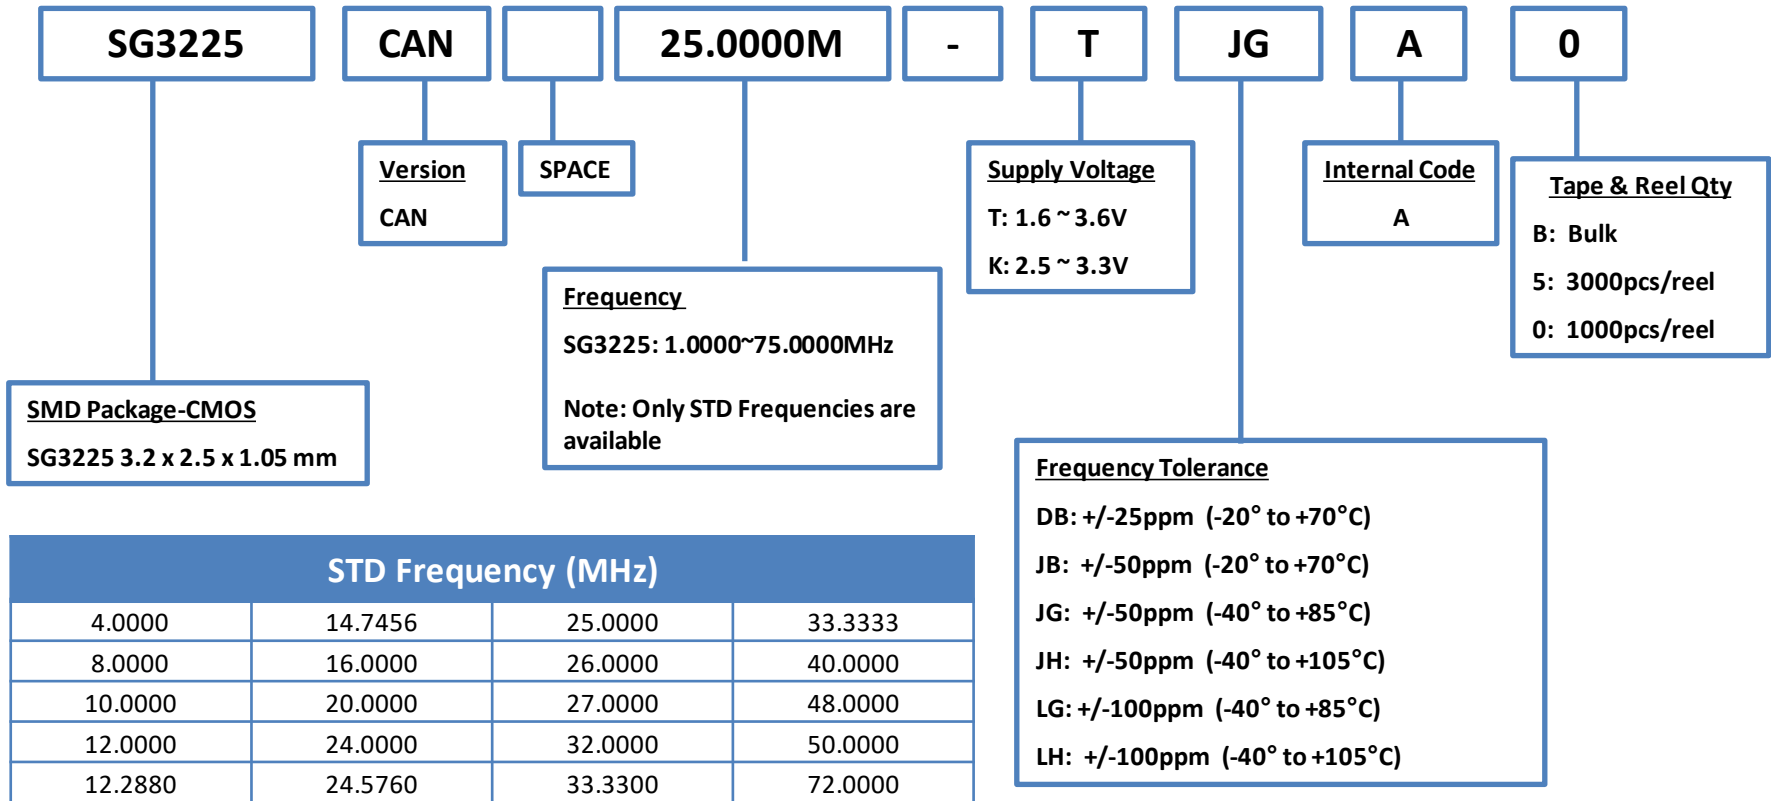 SG3225 CAN 25.0000M - T JG A 0
Version
CAN
SPACE
Supply Voltage
T: 1.6 ~ 3.6V
K: 2.5 ~ 3.3V
Internal Code
A
Tape & Reel Qty
B: Bulk
5: 3000pcs/reel
0: 1000pcs/reel
Frequency
SG3225: 1.0000~75.0000MHz
Note: Only STD Frequencies are
available
SMD Package-CMOS
SG3225 3.2 x 2.5 x 1.05 mm
Frequency Tolerance
DB: +/-25ppm (-20° to +70°C)
JB: +/-50ppm (-20° to +70°C)
JG: +/-50ppm (-40° to +85°C)
JH: +/-50ppm (-40° to +105°C)
LG: +/-100ppm (-40° to +85°C)
LH: +/-100ppm (-40° to +105°C)
STD Frequency (MHz)
4.0000 14.7456 25.0000 33.3333
8.0000 16.0000 26.0000 40.0000
10.0000 20.0000 27.0000 48.0000
12.0000 24.0000 32.0000 50.0000
12.2880 24.5760 33.3300 72.0000